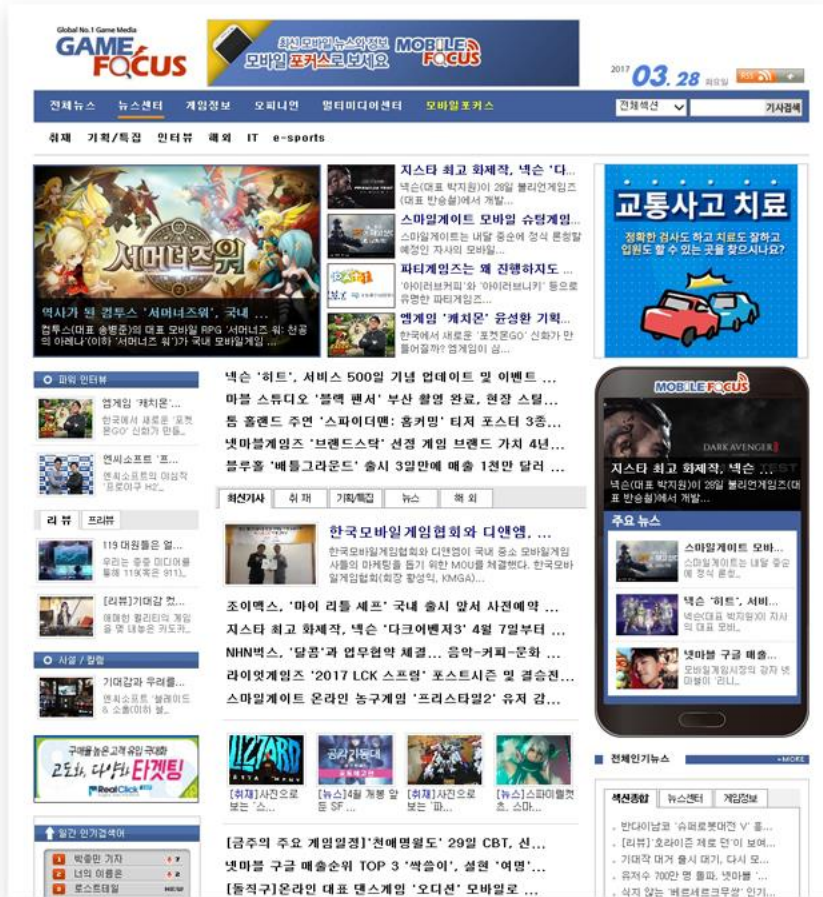 Global No.1 Game Media
GAME FOCUS
최신 모바일 뉴스와 정보
모바일 포커스로 보세요
MOBILE FOCUS
2017 03. 28 화요일
RSS
전체뉴스 뉴스센터 게임정보 오피니언 멀티미디어센터 모바일포커스
전체섹션
기사검색
취재 기획/특집 인터뷰 해외 IT e-sports
서머너즈워
역사가 된 컴투스 '서머너즈워', 국내 ...
컴투스(대표 송병준)의 대표 모바일 RPG '서머너즈 워: 천공
의 아레나'(이하 '서머너즈 워')가 국내 모바일게임 ...
지스타 최고 화제작, 넥슨 '다...
넥슨(대표 박지원)이 28일 불리언게임즈
(대표 반승철)에서 개발...
스마일게이트 모바일 슈팅게임...
스마일게이트는 내달 중순에 정식 론칭할
예정인 자사의 모바일...
파티게임즈는 왜 진행하지도 ...
'아이러브커피'와 '아이러브니키' 등으로
유명한 파티게임즈...
엠게임 '캐치몬' 윤성환 기획...
한국에서 새로운 '포켓몬GO' 신화가 만
들어질까? 엠게임이 심...
교통사고 치료
정확한 검사도 하고 치료도 잘하고
입원도 할 수 있는 곳을 찾으시나요?
파워 인터뷰
엠게임 '캐치몬'...
한국에서 새로운 '포켓
몬GO' 신화가 만들...
엔씨소프트 '프...
엔씨소프트의 야심작
'프로야구 H2'...
리뷰 프리뷰
119 대원들은 얼...
우리는 종종 미디어를
통해 119(혹은 911)...
[리뷰]기대감 컸...
애매한 퀄리티의 게임
을 몇 내놓은 카도카...
사설 / 칼럼
기대감과 우려를...
엔씨소프트 '블레이드
& 소울(이하 블...
구매율 높은 고객 유입 극대화
고도화, 다양화 타겟팅
RealClick
일간 인기검색어
1 박종민 기자 7
2 너의 이름은 2
3 로스트테일 NEW
넥슨 '히트', 서비스 500일 기념 업데이트 및 이벤트 ...
마블 스튜디오 '블랙 팬서' 부산 촬영 완료, 현장 스틸...
톰 홀랜드 주연 '스파이더맨: 홈커밍' 티저 포스터 3종...
넷마블게임즈 '브랜드스탁' 선정 게임 브랜드 가치 4년...
블루홀 '배틀그라운드' 출시 3일만에 매출 1천만 달러 ...
최신기사 취재 기획/특집 뉴스 해외
한국모바일게임협회와 디앤엠, ...
한국모바일게임협회와 디앤엠이 국내 중소 모바일게임
사들의 마케팅을 돕기 위한 MOU를 체결했다. 한국모바
일게임협회(회장 황성익, KMGA)...
조이맥스, '마이 리틀 셰프' 국내 출시 앞서 사전예약 ...
지스타 최고 화제작, 넥슨 '다크어벤저3' 4월 7일부터 ...
NHN벅스, '달콤'과 업무협약 체결... 음악-커피-문화 ...
라이엇게임즈 '2017 LCK 스프링' 포스트시즌 및 결승전...
스마일게이트 온라인 농구게임 '프리스타일2' 유저 감...
[취재]사진으로
보는 '스...
[뉴스]4월 개봉 앞
둔 SF ...
[취재]사진으로
보는 '파...
[뉴스]스파이럴캣
츠, 스마...
[금주의 주요 게임일정]'천애명월도' 29일 CBT, 신...
넷마블 구글 매출순위 TOP 3 '싹쓸이', 설현 '여명'...
[돌직구]온라인 대표 댄스게임 '오디션' 모바일로 ...
MOBILE FOCUS
DARK AVENGER
지스타 최고 화제작, 넥슨 ...
넥슨(대표 박지원)이 28일 불리언게임즈(대
표 반승철)에서 개발...
주요 뉴스
스마일게이트 모바...
스마일게이트는 내달 중순
에 정식 론칭...
넥슨 '히트', 서비...
넥슨(대표 박지원)이 자사
의 대표 모바...
넷마블 구글 매출...
모바일게임시장의 강자 넷
마블이 '리니...
전체인기뉴스
+MORE
섹션종합 뉴스센터 게임정보
반다이남코 '슈퍼로봇대전 V' 흥...
[리뷰]'호라이즌 제로 던'이 보여...
기대작 대거 출시 대기, 다시 모...
유저수 700만 명 돌파, 넷마블 '...
식지 않는 '베르세르크무쌍' 인기...